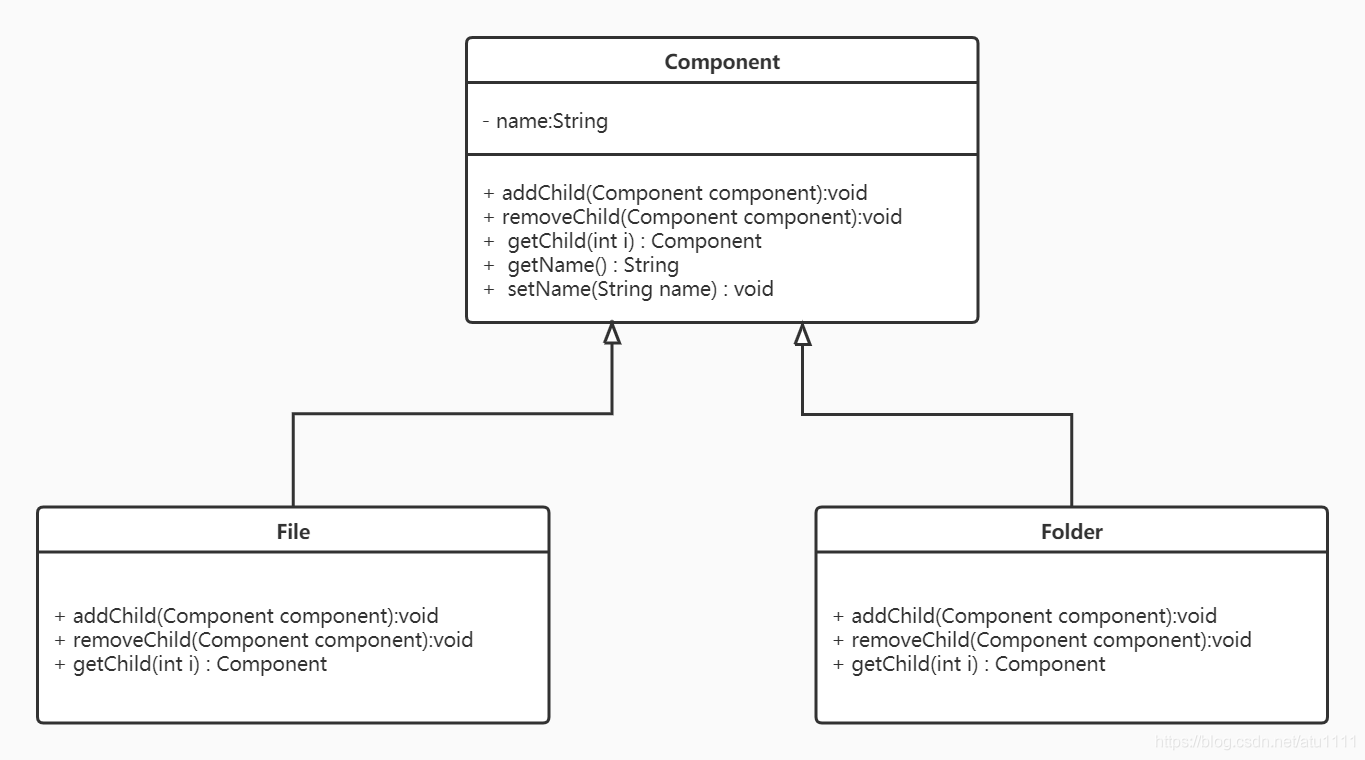 Component
- name:String
+ addChild(Component component):void
+ removeChild(Component component):void
+ getChild(int i) : Component
+ getName() : String
+ setName(String name) : void
File
+ addChild(Component component):void
+ removeChild(Component component):void
+ getChild(int i) : Component
Folder
+ addChild(Component component):void
+ removeChild(Component component):void
+ getChild(int i) : Component
https://blog.csdn.net/atu1111